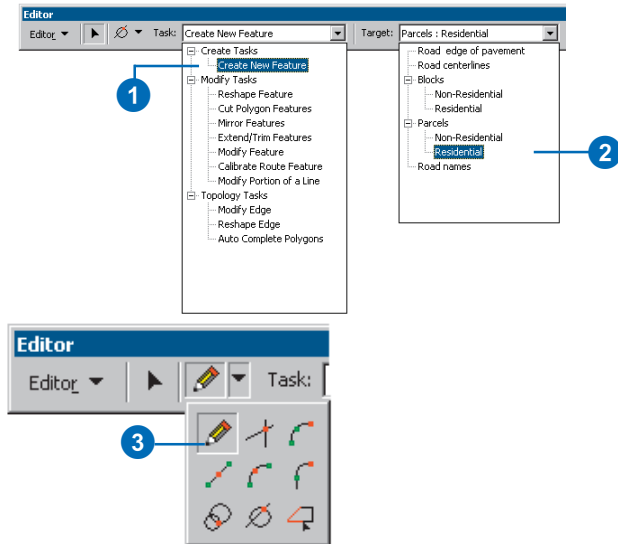 Editor
Editor Task: Create New Feature Target: Parcels : Residential
Create Tasks
Create New Feature
Modify Tasks
Reshape Feature
Cut Polygon Features
Mirror Features
Extend/Trim Features
Modify Feature
Calibrate Route Feature
Modify Portion of a Line
Topology Tasks
Modify Edge
Reshape Edge
Auto Complete Polygons
1
Road edge of pavement
Road centerlines
Blocks
Non-Residential
Residential
Parcels
Non-Residential
Residential
Road names
2
Editor
Editor Task:
3